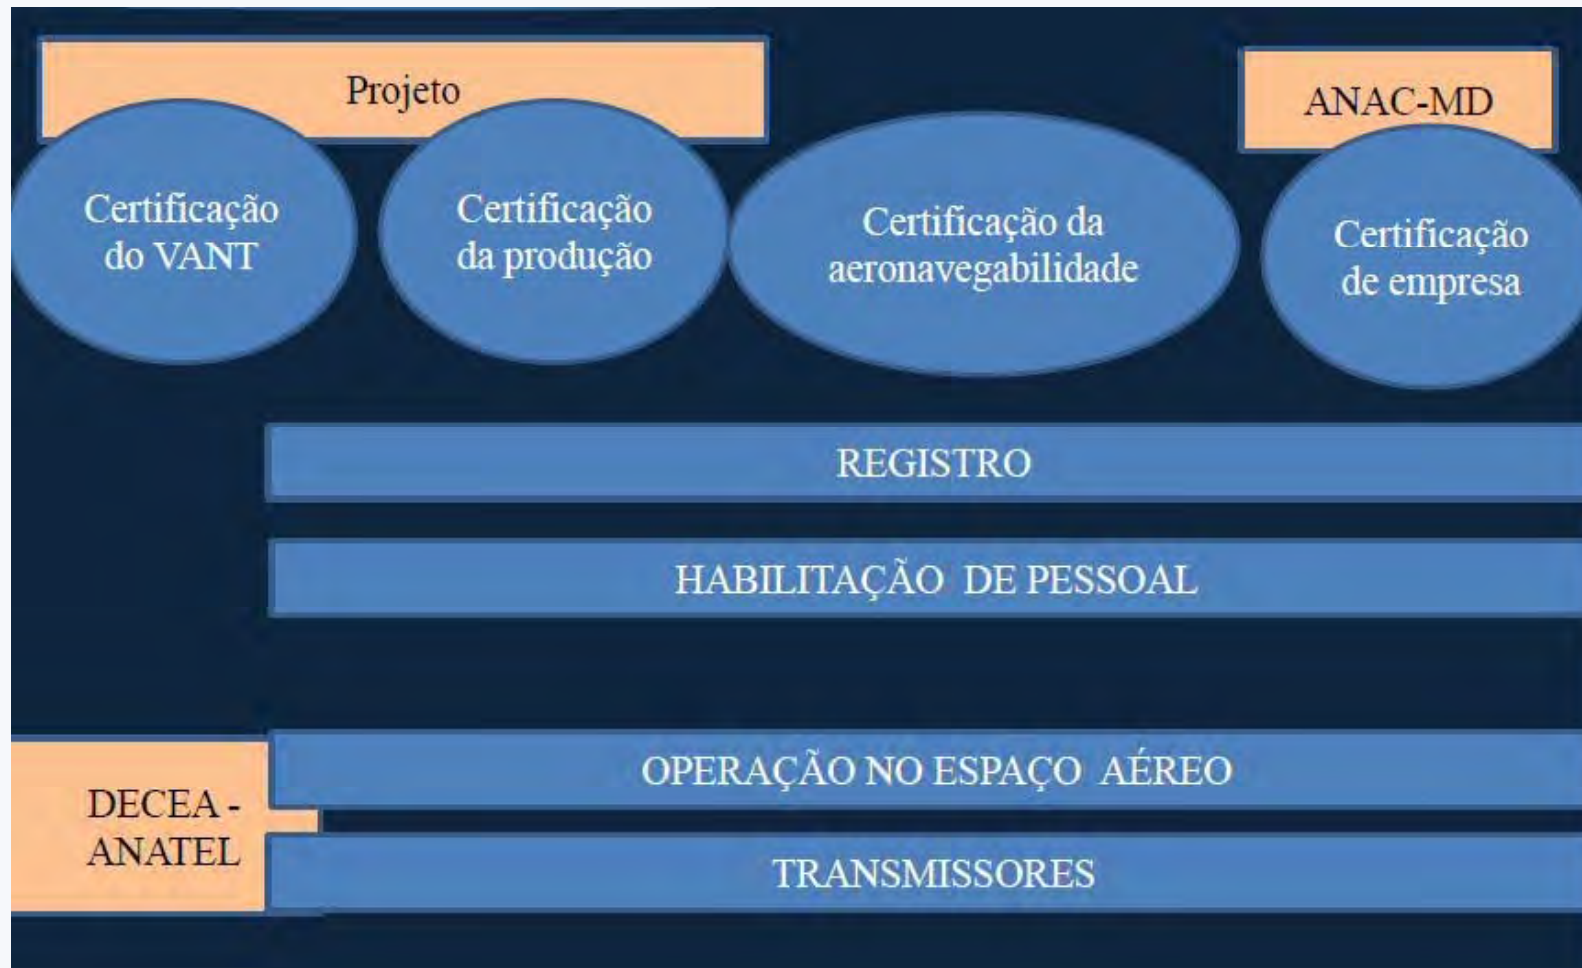 Projeto
ANAC-MD
Certificação
do VANT
Certificação
da produção
Certificação da
aeronavegabilidade
Certificação
de empresa
REGISTRO
HABILITAÇÃO DE PESSOAL
OPERAÇÃO NO ESPAÇO AÉREO
DECEA -
ANATEL
TRANSMISSORES